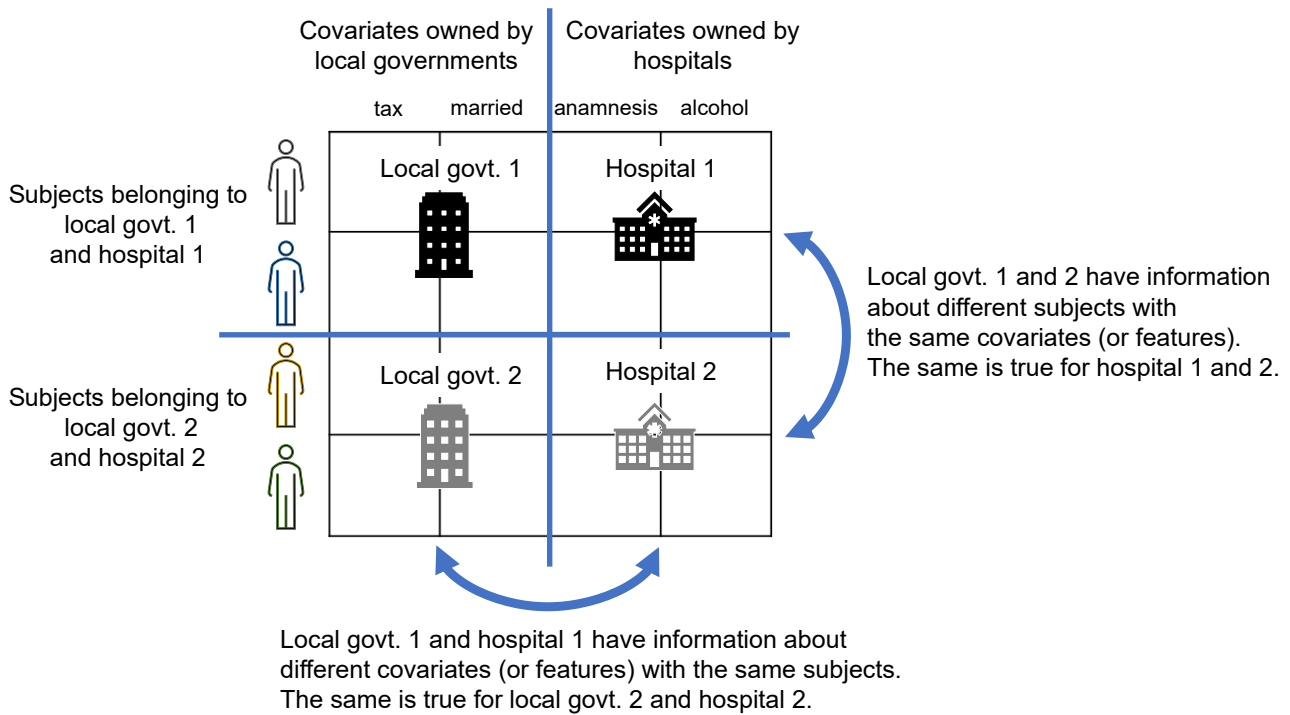 Covariates owned by
local governments
Covariates owned by
hospitals
tax
married
anamnesis
alcohol
Subjects belonging to
local govt. 1
and hospital 1
Local govt. 1
Hospital 1
Local govt. 1 and 2 have information
about different subjects with
the same covariates (or features).
The same is true for hospital 1 and 2.
Subjects belonging to
local govt. 2
and hospital 2
Local govt. 2
Hospital 2
Local govt. 1 and hospital 1 have information about
different covariates (or features) with the same subjects.
The same is true for local govt. 2 and hospital 2.